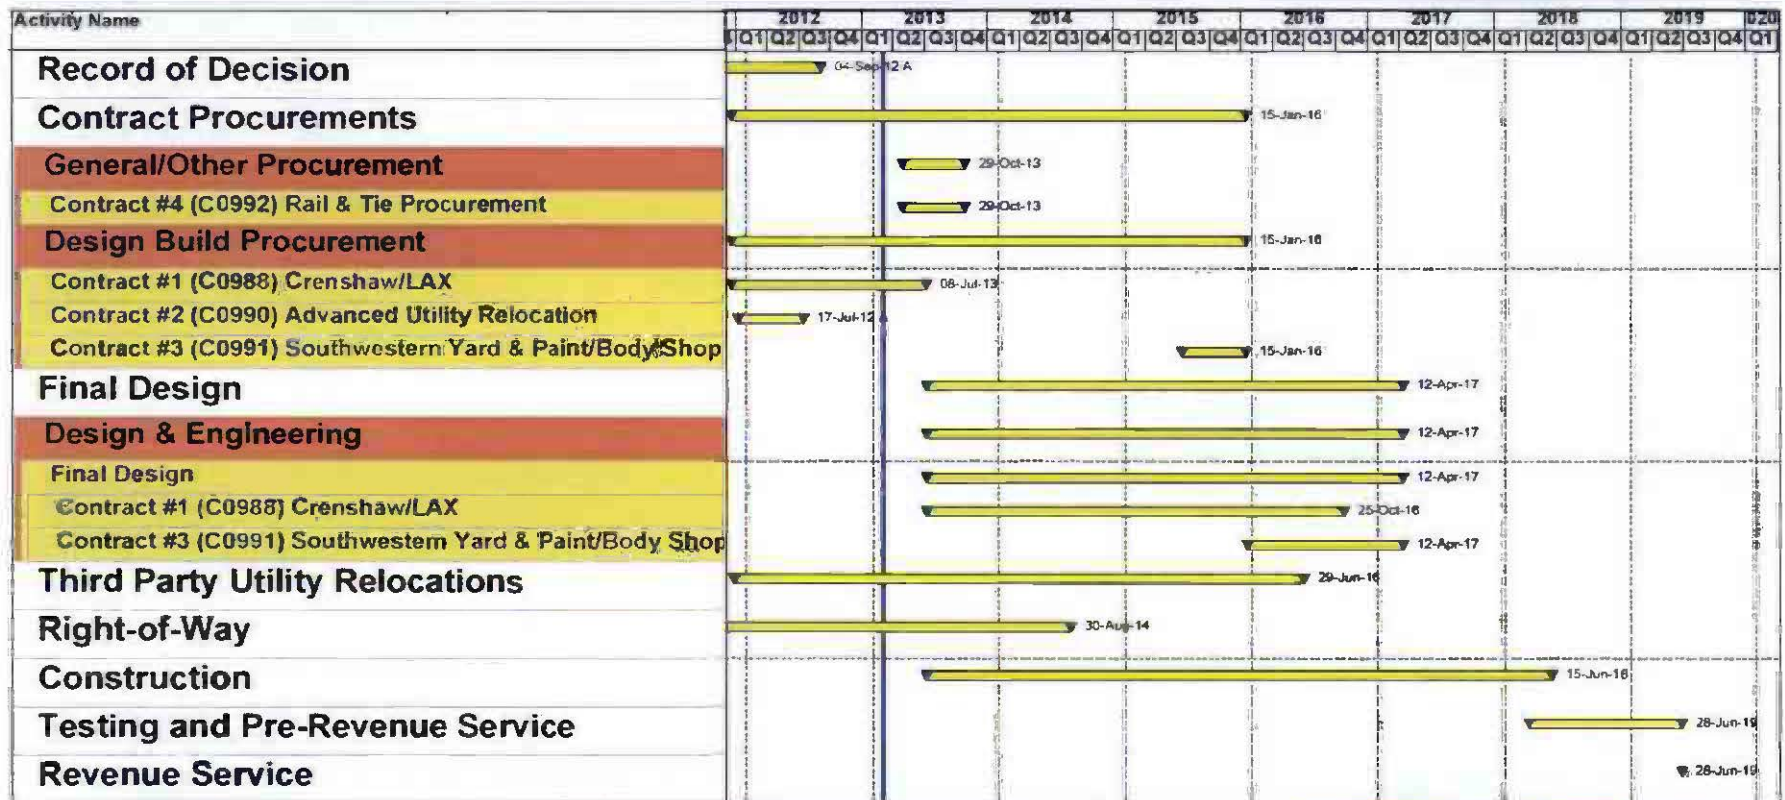 Activity Name 2012 2013 2014 2015 2016 2017 2018 2019
Q1 Q2 Q3 Q4 Q1 Q2 Q3 Q4 Q1 Q2 Q3 Q4 Q1 Q2 Q3 Q4 Q1 Q2 Q3 Q4 Q1 Q2 Q3 Q4 Q1 Q2 Q3 Q4 Q1 Q2 Q3 Q4 Q1
Record of Decision 04-Sep-12 A
Contract Procurements 15-Jan-16
General/Other Procurement 29-Oct-13
Contract #4 (C0992) Rail & Tie Procurement 29-Oct-13
Design Build Procurement 15-Jan-16
Contract #1 (C0988) Crenshaw/LAX 08-Jul-13
Contract #2 (C0990) Advanced Utility Relocation 17-Jul-12
Contract #3 (C0991) Southwestern Yard & Paint/Body Shop 15-Jan-16
Final Design 12-Apr-17
Design & Engineering 12-Apr-17
Final Design 12-Apr-17
Contract #1 (C0988) Crenshaw/LAX 25-Oct-16
Contract #3 (C0991) Southwestern Yard & Paint/Body Shop 12-Apr-17
Third Party Utility Relocations 29-Jun-16
Right-of-Way 30-Aug-14
Construction 15-Jun-18
Testing and Pre-Revenue Service 28-Jun-19
Revenue Service 28-Jun-19